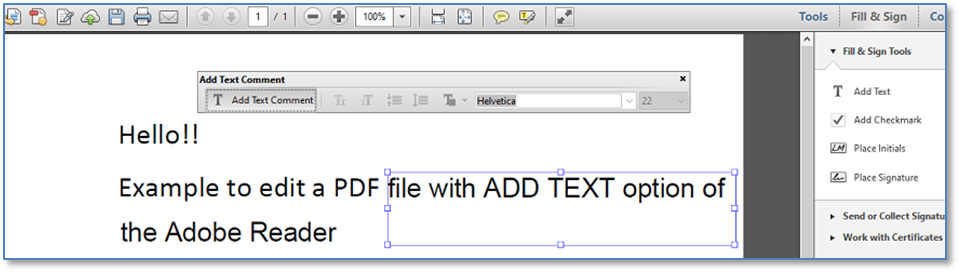 1 / 1 100% Tools Fill & Sign Co
Add Text Comment
T Add Text Comment Helvetica 22
Hello!!
Example to edit a PDF file with ADD TEXT option of
the Adobe Reader
Fill & Sign Tools
T Add Text
Add Checkmark
LM Place Initials
Place Signature
Send or Collect Signatu
Work with Certificates